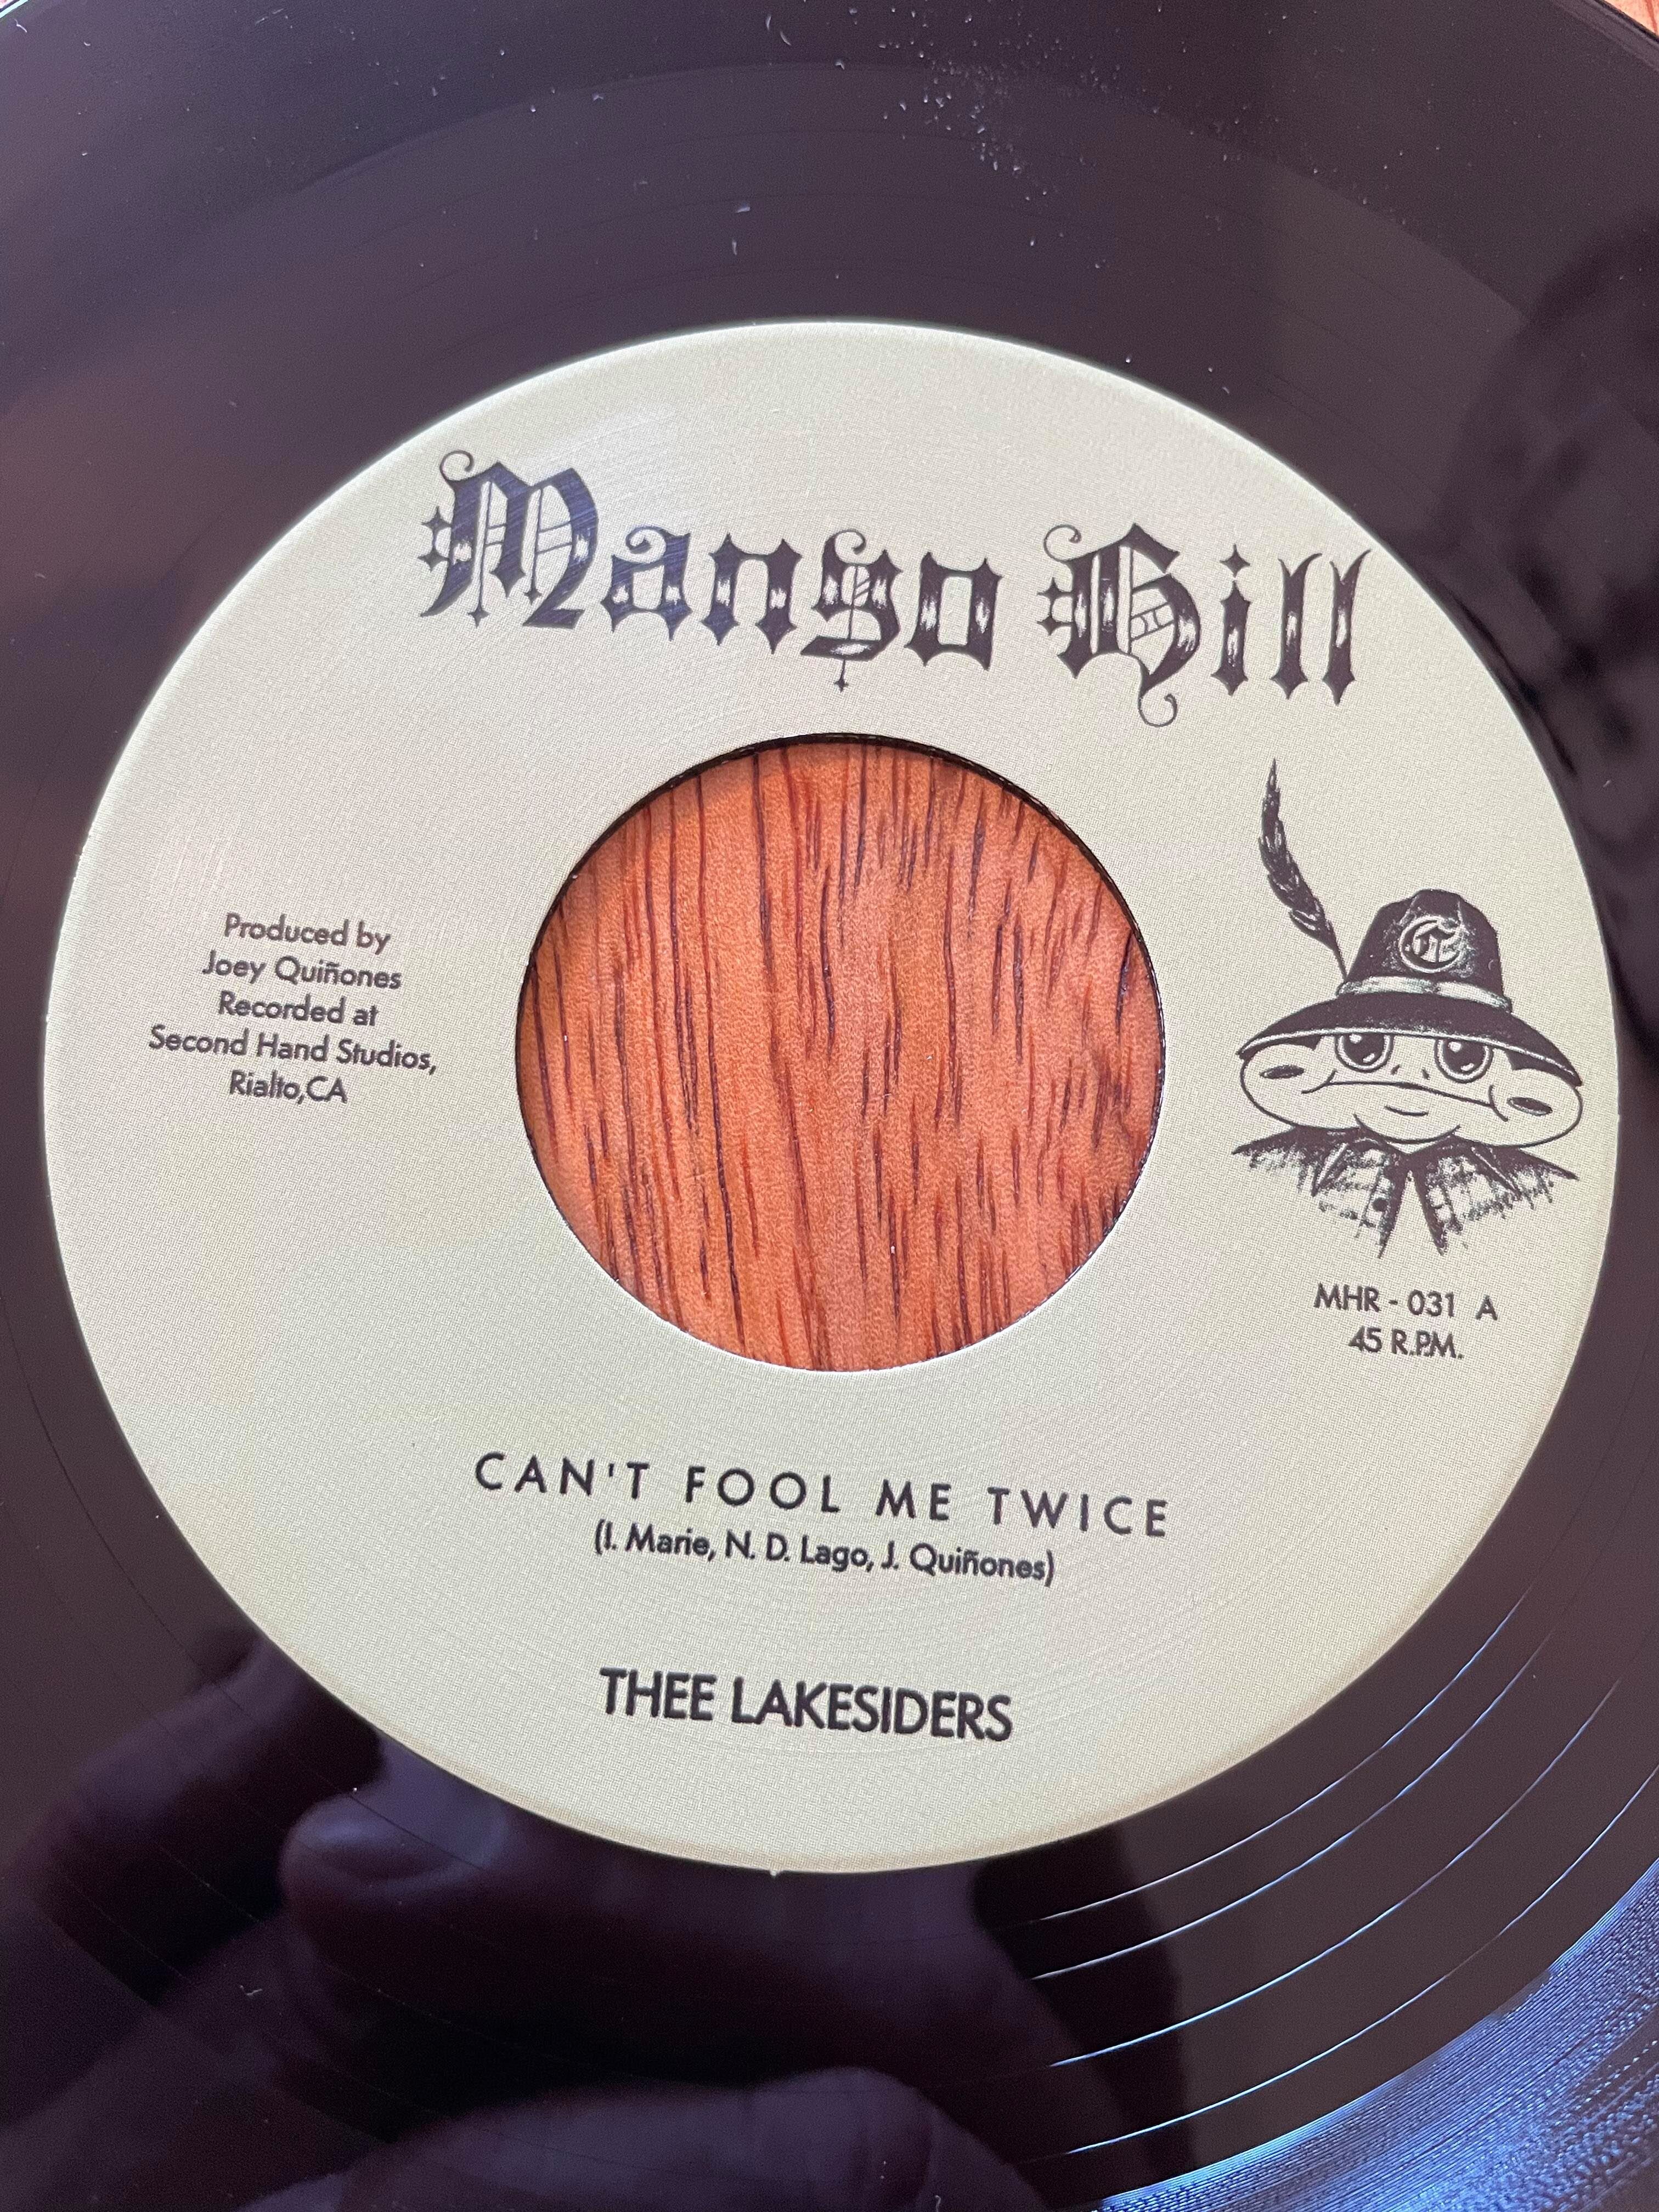 Mango Hill
Produced by
Joey Quiñones
Recorded at
Second Hand Studios,
Rialto,CA
C
MHR - 031 A
45 R.P.M.
CAN'T FOOL ME TWICE
(I. Marie, N. D. Lago, J. Quiñones)
THEE LAKESIDERS